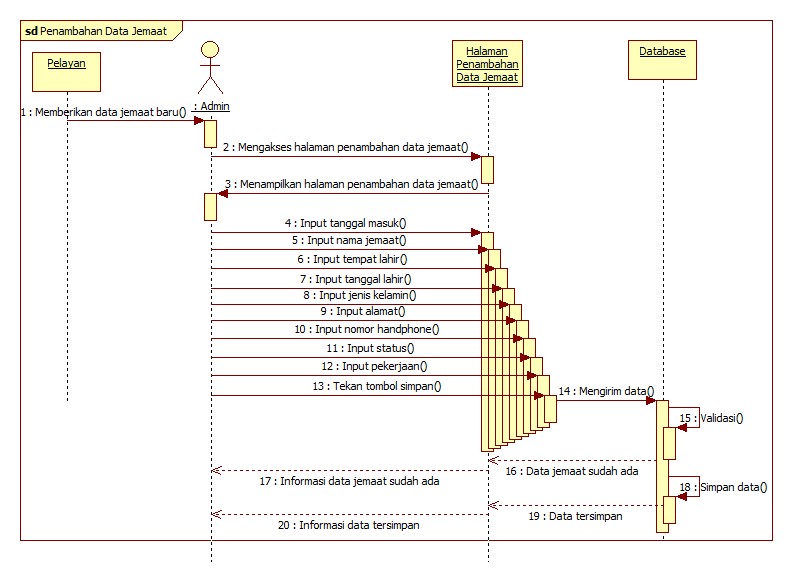 sd Penambahan Data Jemaat
Pelayan
: Admin
Halaman
Penambahan
Data Jemaat
Database
1 : Memberikan data jemaat baru()
2 : Mengakses halaman penambahan data jemaat()
3 : Menampilkan halaman penambahan data jemaat()
4 : Input tanggal masuk()
5 : Input nama jemaat()
6 : Input tempat lahir()
7 : Input tanggal lahir()
8 : Input jenis kelamin()
9 : Input alamat()
10 : Input nomor handphone()
11 : Input status()
12 : Input pekerjaan()
13 : Tekan tombol simpan()
14 : Mengirim data()
15 : Validasi()
16 : Data jemaat sudah ada
17 : Informasi data jemaat sudah ada
18 : Simpan data()
19 : Data tersimpan
20 : Informasi data tersimpan